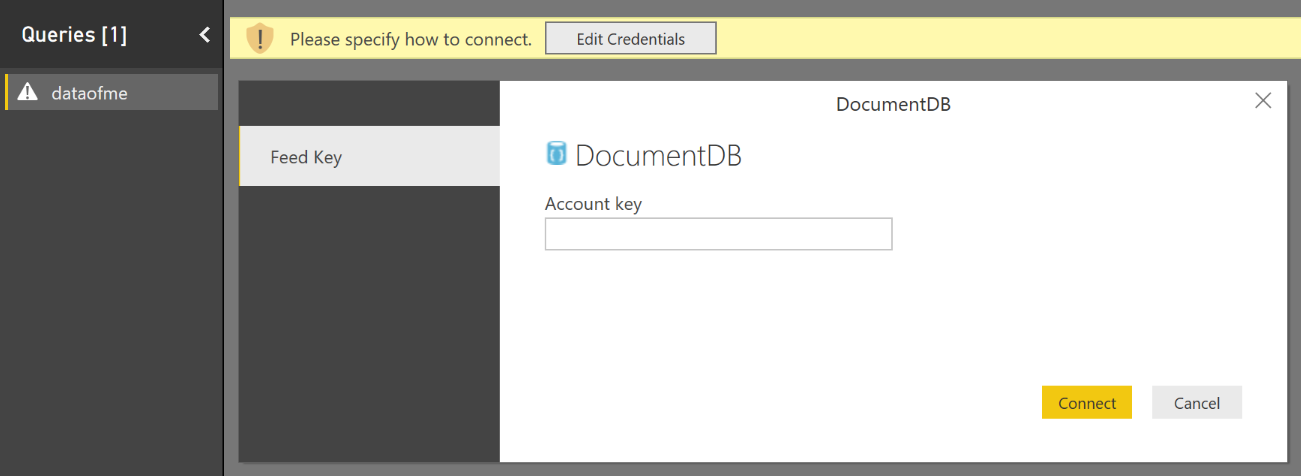 Queries [1]
Please specify how to connect.
Edit Credentials
dataofme
DocumentDB
Feed Key
DocumentDB
Account key
Connect
Cancel